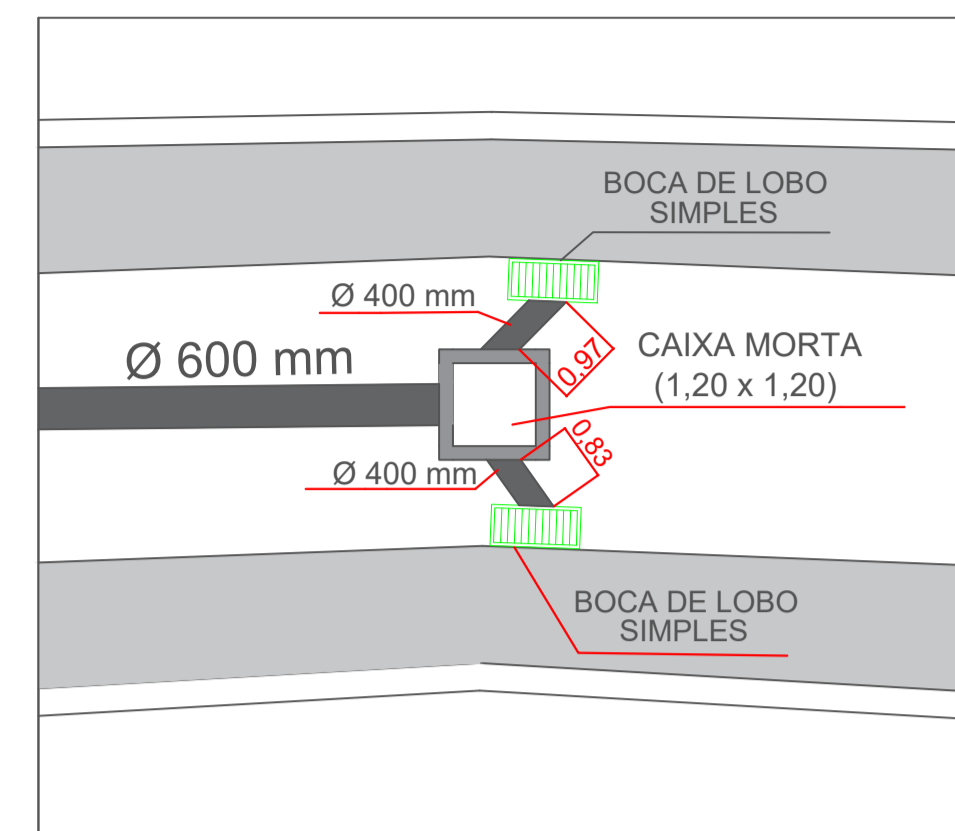 BOCA DE LOBO
SIMPLES
Ø 400 mm
Ø 600 mm
0,97
CAIXA MORTA
(1,20 x 1,20)
0,83
Ø 400 mm
BOCA DE LOBO
SIMPLES